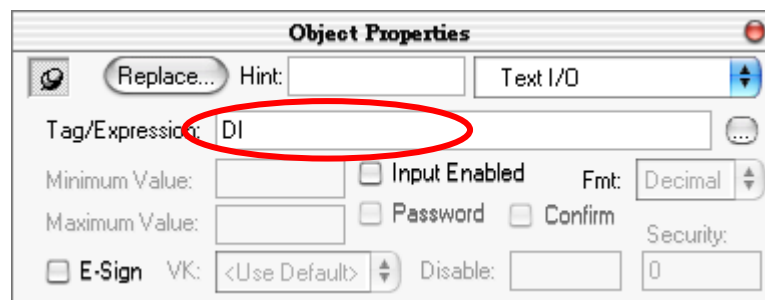 Object Properties
Replace... Hint: Text I/O
Tag/Expression: DI ...
Minimum Value: Input Enabled Fmt: Decimal
Maximum Value: Password Confirm Security:
E-Sign VK: <Use Default> Disable: 0